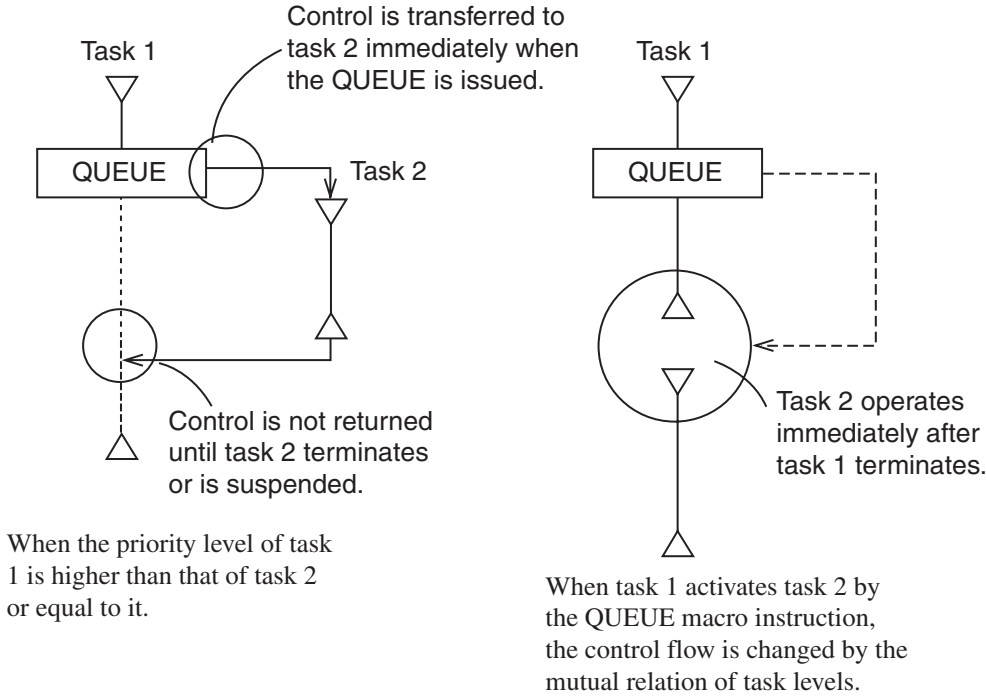 Control is transferred to
task 2 immediately when
the QUEUE is issued.
Task 1
QUEUE
Task 2
Control is not returned
until task 2 terminates
or is suspended.
When the priority level of task
1 is higher than that of task 2
or equal to it.
Task 1
QUEUE
Task 2 operates
immediately after
task 1 terminates.
When task 1 activates task 2 by
the QUEUE macro instruction,
the control flow is changed by the
mutual relation of task levels.